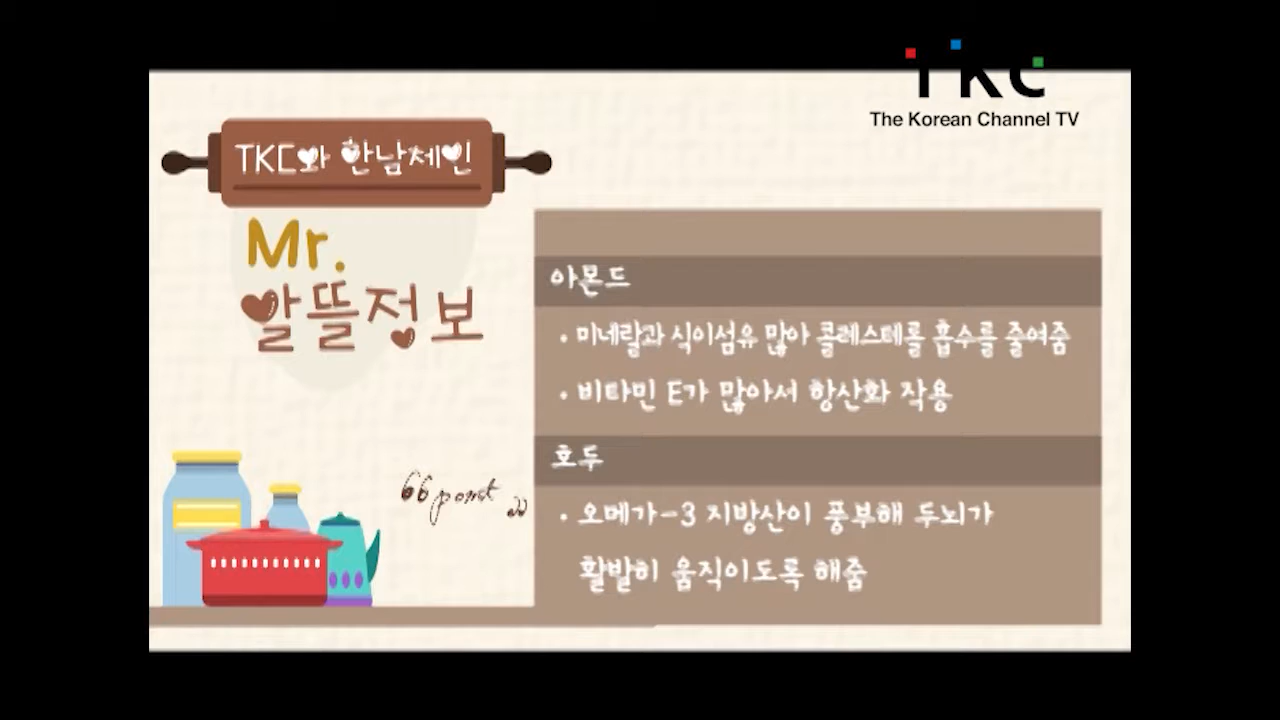 TKC
The Korean Channel TV
TKC와 한남체인
Mr.
알뜰정보
아몬드
• 미네랄과 식이섬유 많아 콜레스테롤 흡수를 줄여줌
• 비타민 E가 많아서 항산화 작용
호두
• 오메가-3 지방산이 풍부해 두뇌가
활발히 움직이도록 해줌
66 point